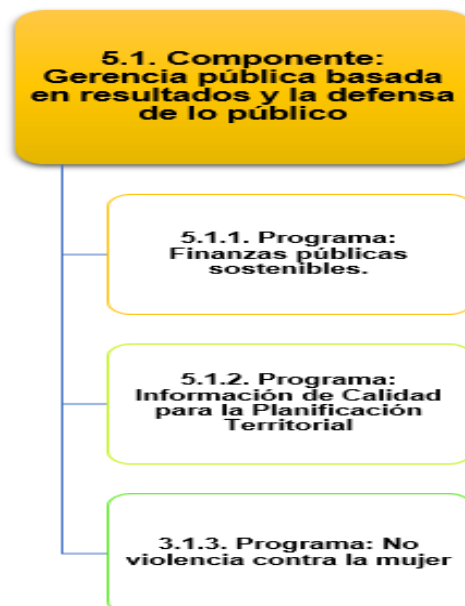 5.1. Componente:
Gerencia pública basada
en resultados y la defensa
de lo público
5.1.1. Programa:
Finanzas públicas
sostenibles.
5.1.2. Programa:
Información de Calidad
para la Planificación
Territorial
3.1.3. Programa: No
violencia contra la mujer